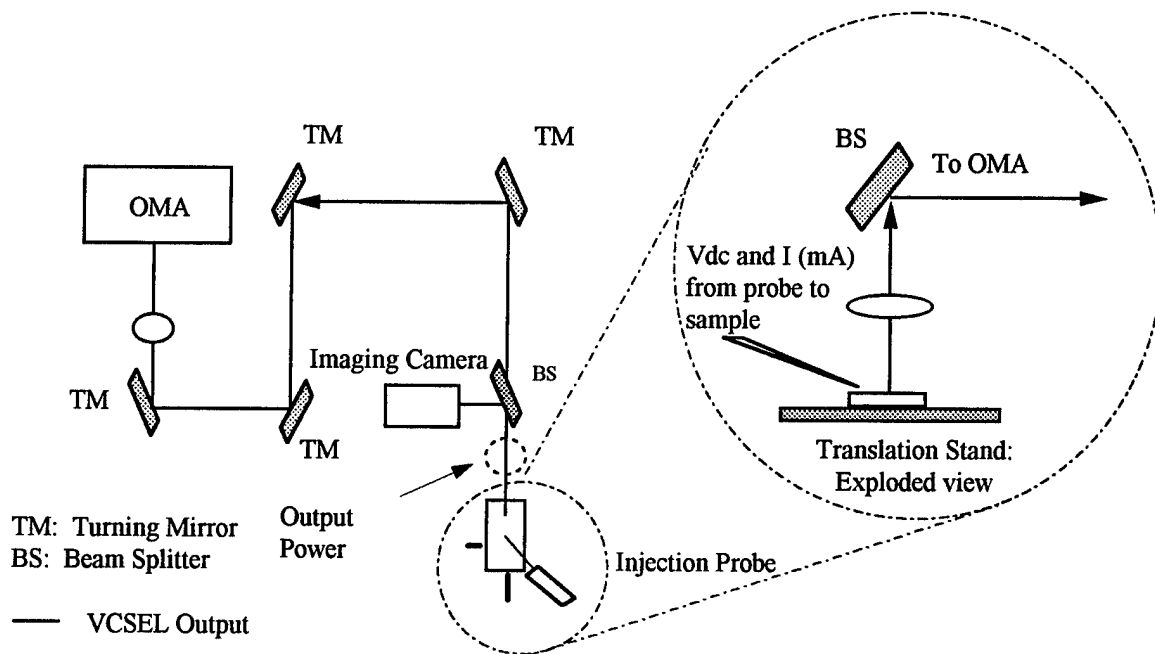 TM
TM
OMA
BS
To OMA
Vdc and I (mA)
from probe to
sample
Imaging Camera
BS
TM
TM
Translation Stand:
Exploded view
Output
Power
Injection Probe
TM: Turning Mirror
BS: Beam Splitter
VCSEL Output